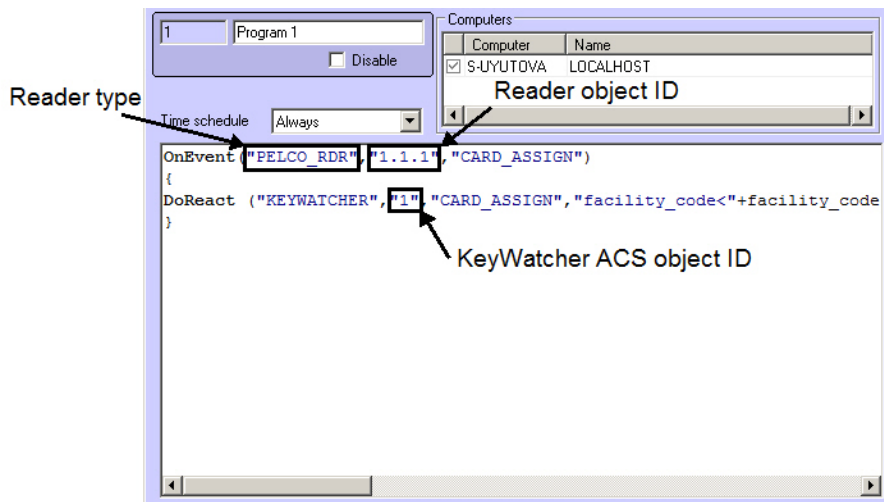 1 Program 1
Disable
Computers
Computer Name
S-UYUTOVA LOCALHOST
Reader type
Reader object ID
Time schedule Always
OnEvent("PELCO_RDR","1.1.1","CARD_ASSIGN")
{
DoReact ("KEYWATCHER","1","CARD_ASSIGN","facility_code<"+facility_code
}
KeyWatcher ACS object ID